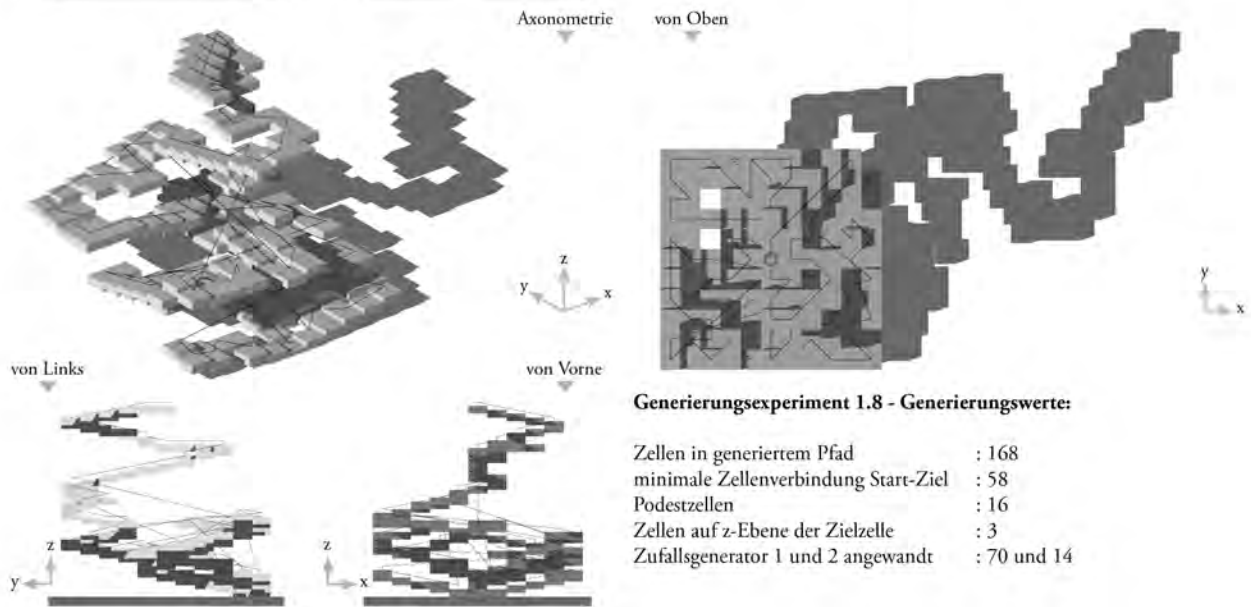 Axonometrie
von Oben
z
y
x
y
x
von Links
von Vorne
z
y
z
x
Generierungsexperiment 1.8 - Generierungswerte:
Zellen in generiertem Pfad : 168
minimale Zellenverbindung Start-Ziel : 58
Podestzellen : 16
Zellen auf z-Ebene der Zielzelle : 3
Zufallsgenerator 1 und 2 angewandt : 70 und 14